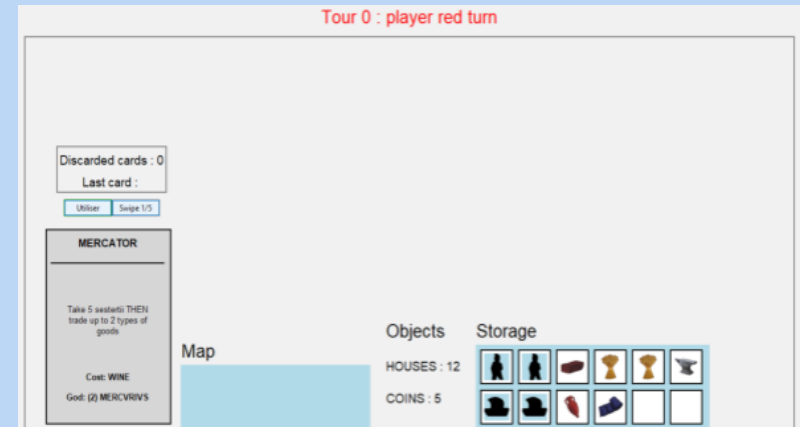 Tour 0 : player red turn
Discarded cards : 0
Last card :
Utiliser
Swipe 1/5
MERCATOR
Take 5 sestertii THEN
trade up to 2 types of
goods
Cost: WINE
God: (2) MERCVRIVS
Map
Objects
HOUSES : 12
COINS : 5
Storage